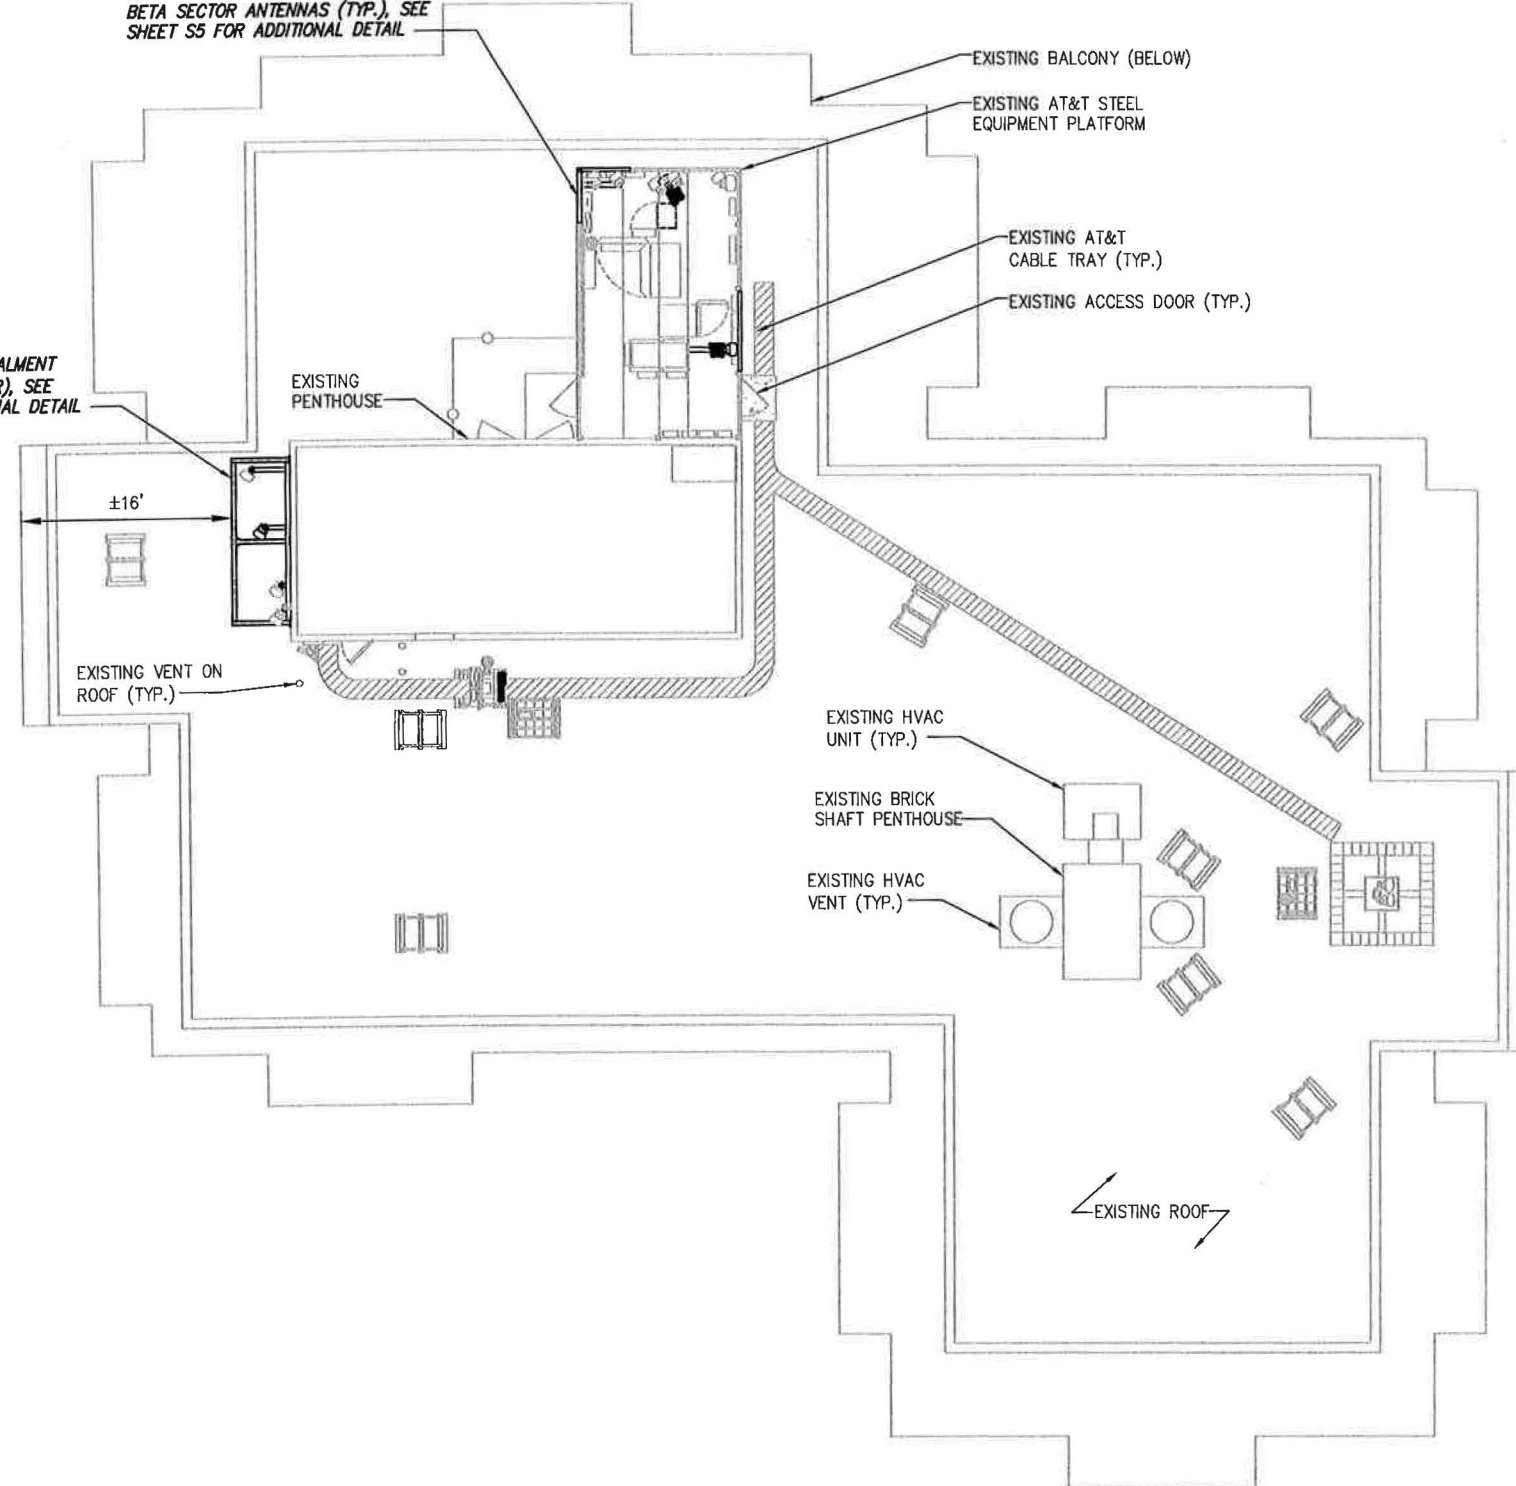 BETA SECTOR ANTENNAS (TYP.), SEE
SHEET S5 FOR ADDITIONAL DETAIL
EXISTING BALCONY (BELOW)
EXISTING AT&T STEEL
EQUIPMENT PLATFORM
EXISTING AT&T
CABLE TRAY (TYP.)
EXISTING ACCESS DOOR (TYP.)
ALMENT
R), SEE
AL DETAIL
EXISTING
PENTHOUSE
±16'
EXISTING VENT ON
ROOF (TYP.)
EXISTING HVAC
UNIT (TYP.)
EXISTING BRICK
SHAFT PENTHOUSE
EXISTING HVAC
VENT (TYP.)
EXISTING ROOF